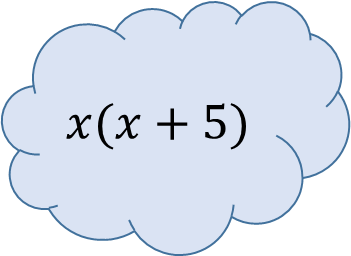 x(x + 5)